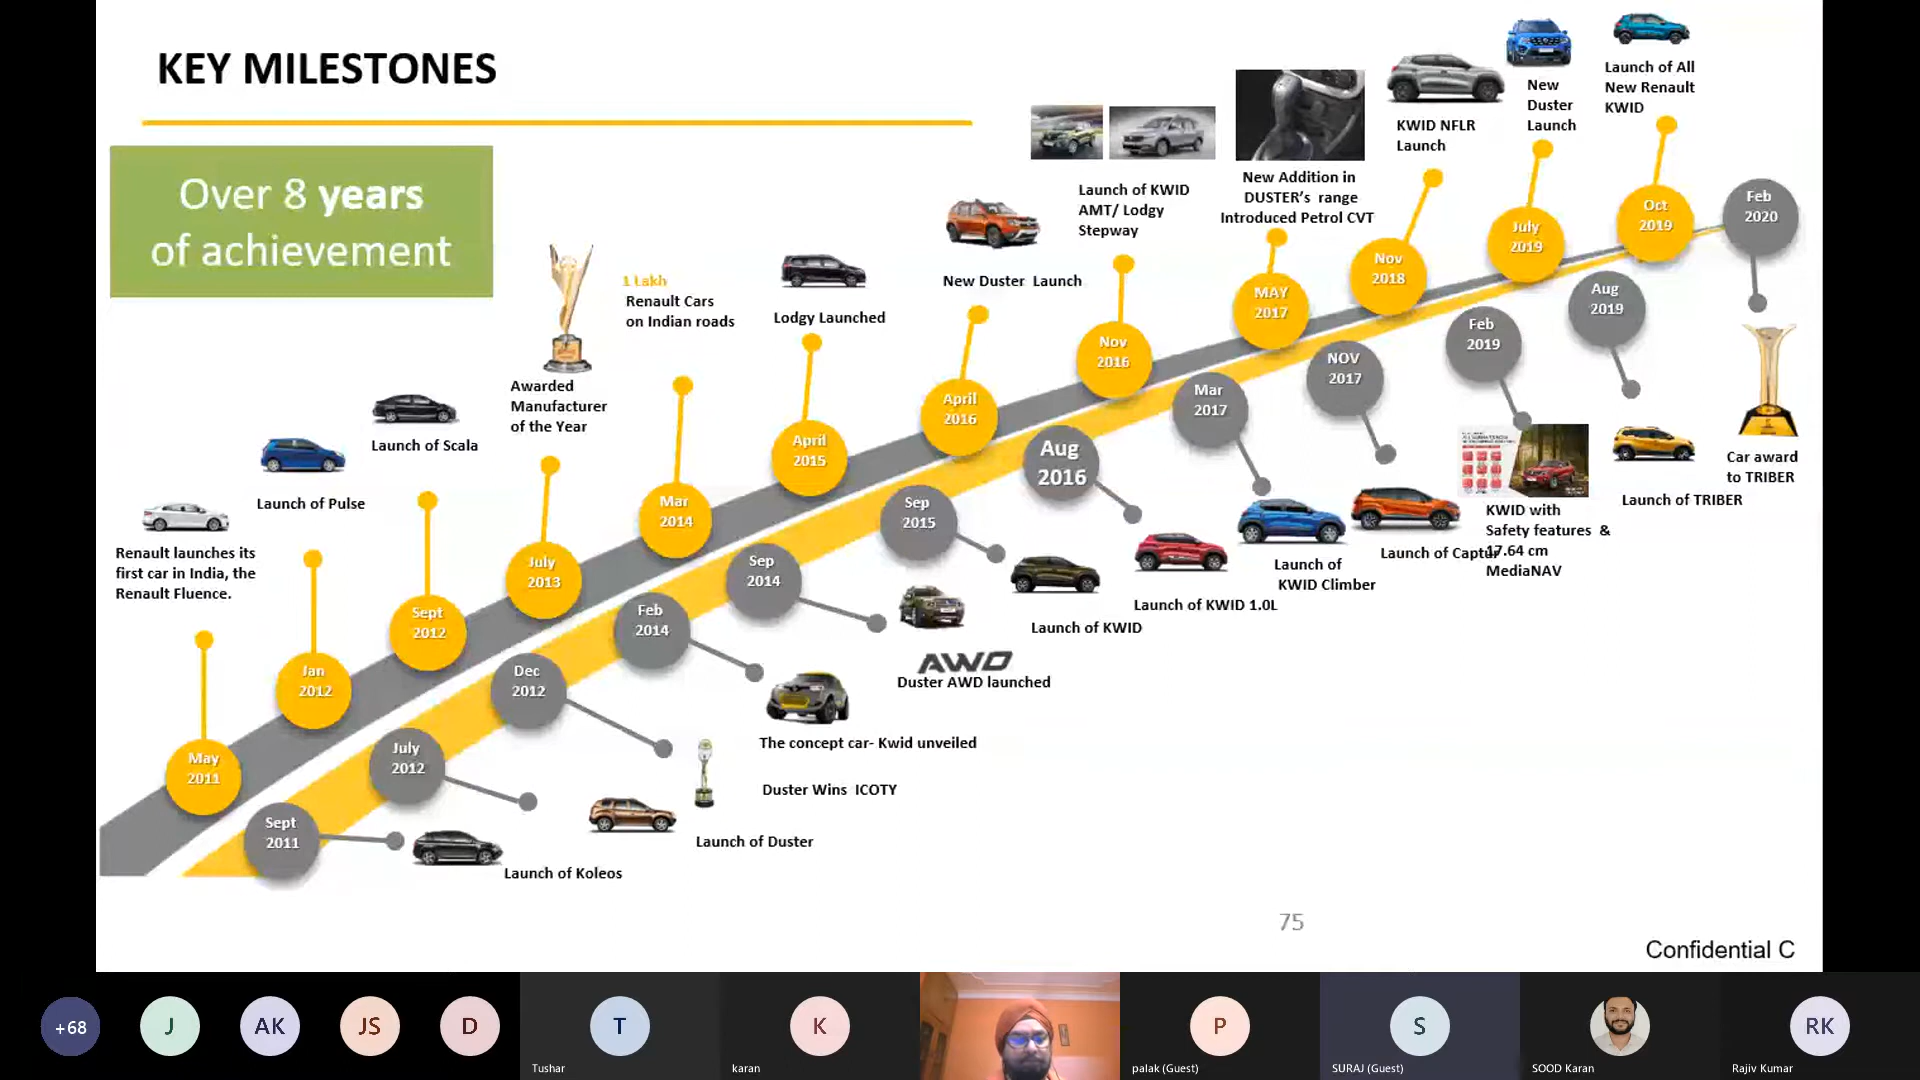 KEY MILESTONES
Over 8 years
of achievement
Renault launches its
first car in India, the
Renault Fluence.
May
2011
Sept
2011
Launch of Koleos
Launch of Pulse
Jan
2012
July
2012
Launch of Duster
Launch of Scala
Sept
2012
Dec
2012
Duster Wins ICOTY
Awarded
Manufacturer
of the Year
July
2013
Feb
2014
The concept car- Kwid unveiled
1 Lakh
Renault Cars
on Indian roads
Mar
2014
Sep
2014
AWD
Duster AWD launched
Lodgy Launched
April
2015
Sep
2015
Launch of KWID
New Duster Launch
April
2016
Aug
2016
Launch of KWID 1.0L
Launch of KWID
AMT/ Lodgy
Stepway
Nov
2016
Mar
2017
Launch of
KWID Climber
New Addition in
DUSTER's range
Introduced Petrol CVT
MAY
2017
NOV
2017
Launch of Captur
KWID NFLR
Launch
Nov
2018
Feb
2019
KWID with
Safety features &
17.64 cm
MediaNAV
New
Duster
Launch
July
2019
Aug
2019
Launch of TRIBER
Launch of All
New Renault
KWID
Oct
2019
Feb
2020
Car award
to TRIBER
75
Confidential C
+68
J
AK
JS
D
T
Tushar
K
karan
P
palak (Guest)
S
SURAJ (Guest)
SOOD Karan
RK
Rajiv Kumar